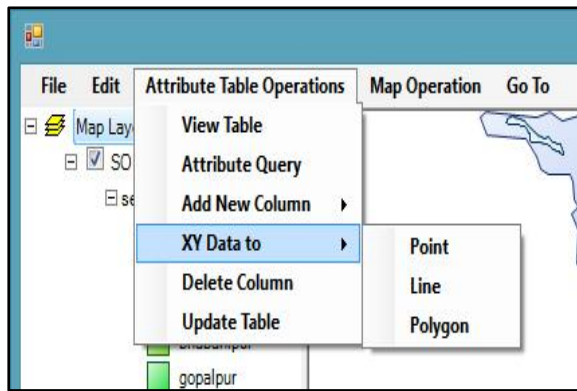 File Edit Attribute Table Operations Map Operation Go To
Map Lay
View Table
SO
Attribute Query
se
Add New Column
XY Data to
Point
Delete Column
Line
Update Table
Polygon
gopalpur